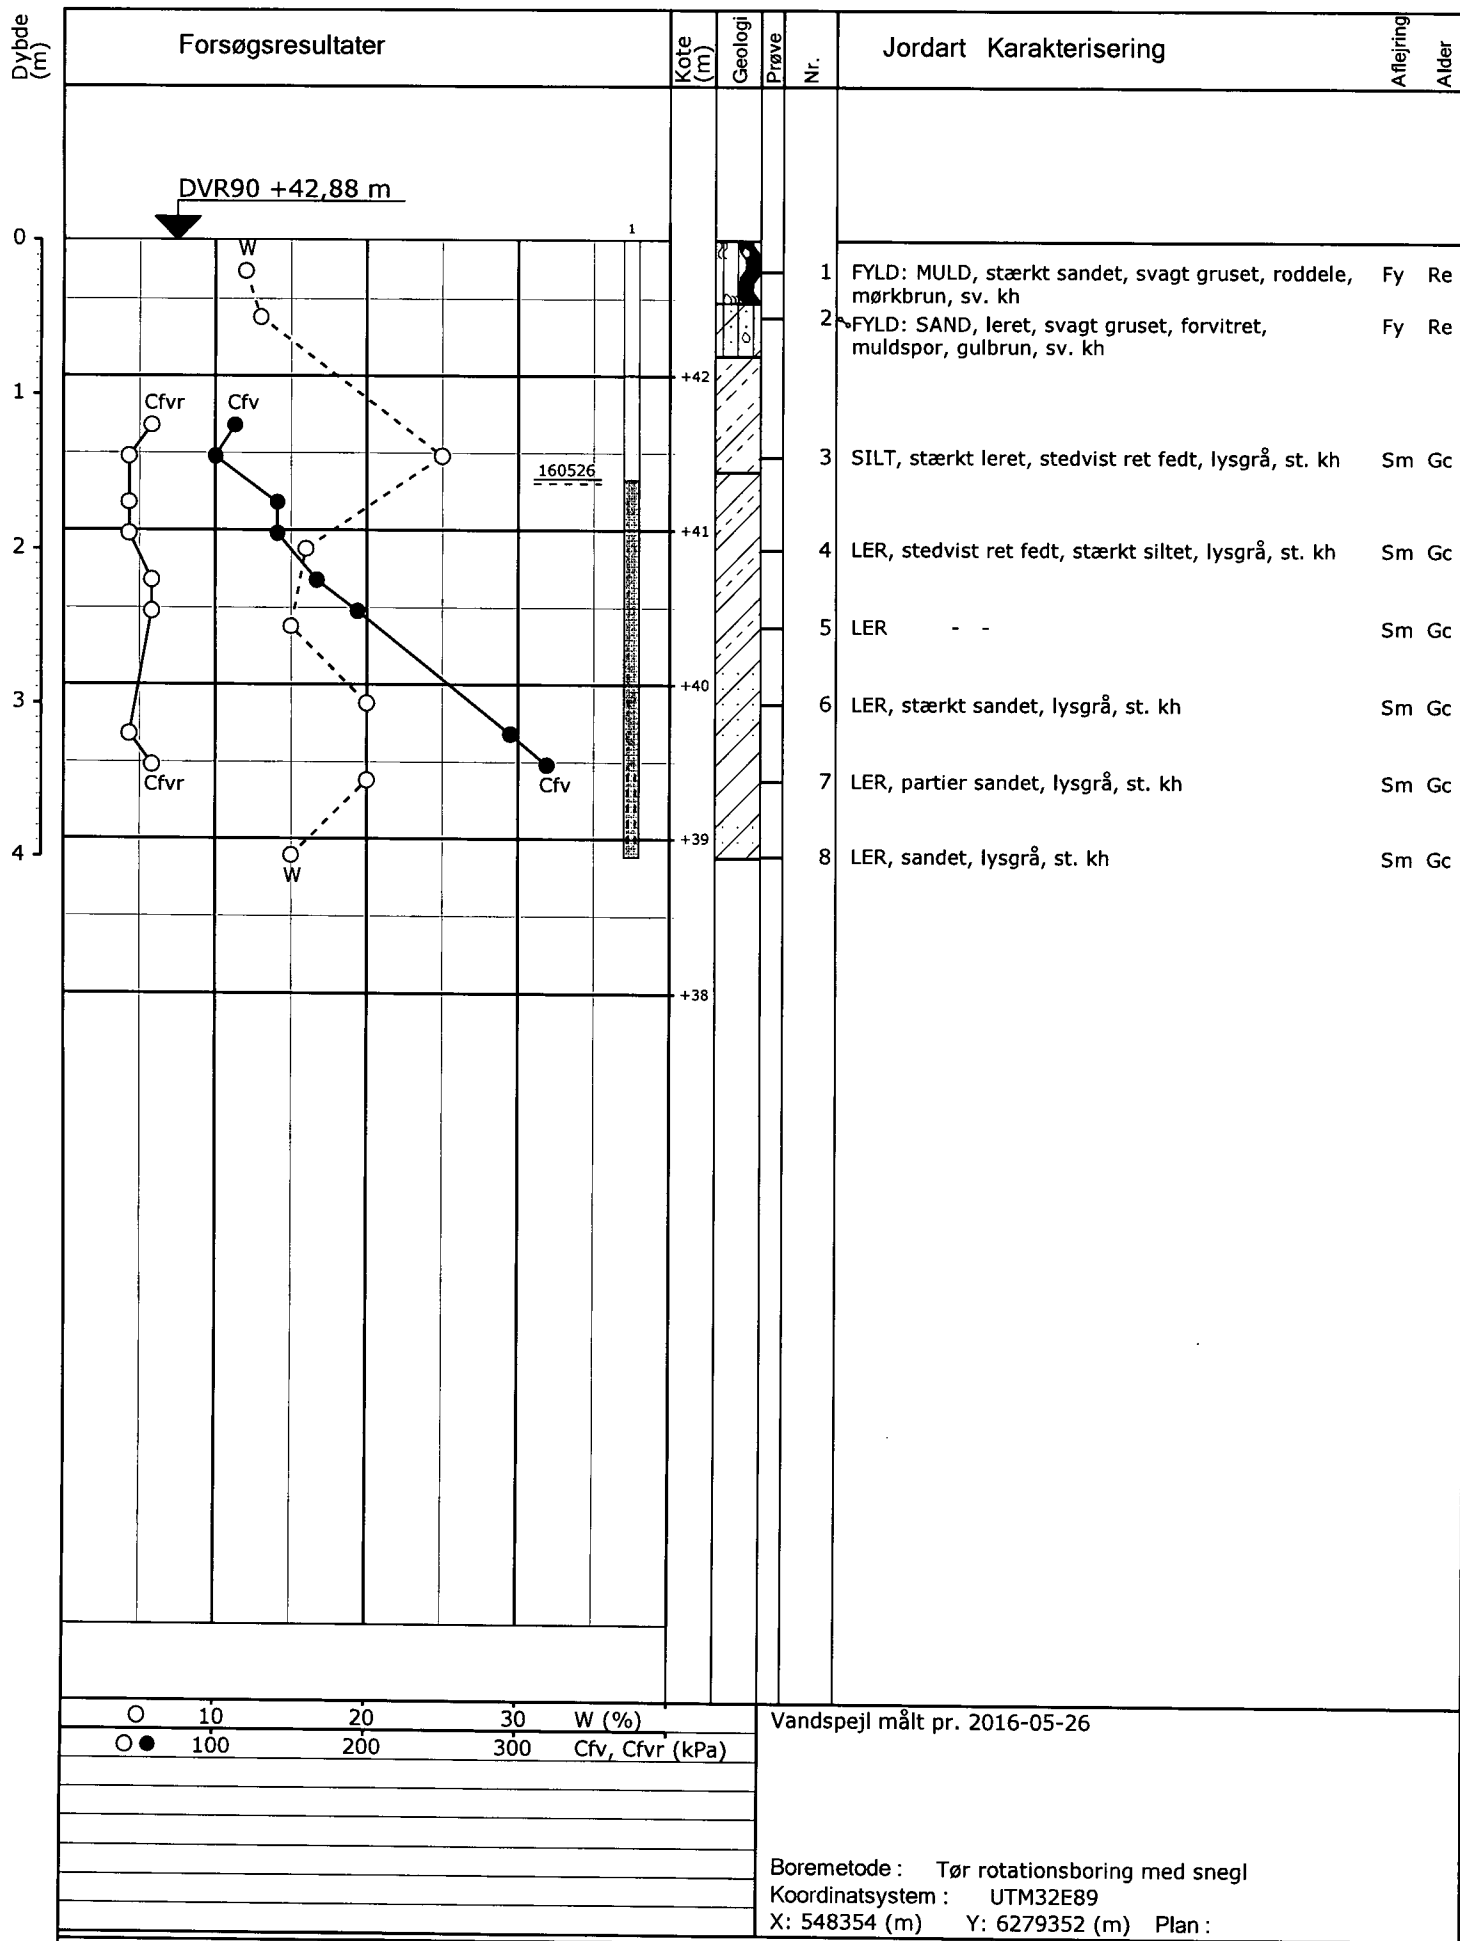 Dybde (m)
Forsøgsresultater
Kote (m)
Geologi
Prøve
Nr.
Jordart Karakterisering
Aflejring
Alder
DVR90 +42,88 m
0
1
W
1 FYLD: MULD, stærkt sandet, svagt gruset, roddele, Fy Re
mørkbrun, sv. kh
2 FYLD: SAND, leret, svagt gruset, forvitret, Fy Re
muldspor, gulbrun, sv. kh
+42
1
Cfvr
Cfv
160526
3 SILT, stærkt leret, stedvist ret fedt, lysgrå, st. kh Sm Gc
+41
2
4 LER, stedvist ret fedt, stærkt siltet, lysgrå, st. kh Sm Gc
5 LER - - Sm Gc
+40
3
6 LER, stærkt sandet, lysgrå, st. kh Sm Gc
Cfvr
Cfv
7 LER, partier sandet, lysgrå, st. kh Sm Gc
+39
4
8 LER, sandet, lysgrå, st. kh Sm Gc
W
+38
10 20 30 W (%)
100 200 300 Cfv, Cfvr (kPa)
Vandspejl målt pr. 2016-05-26
Boremetode : Tør rotationsboring med snegl
Koordinatsystem : UTM32E89
X: 548354 (m) Y: 6279352 (m) Plan :